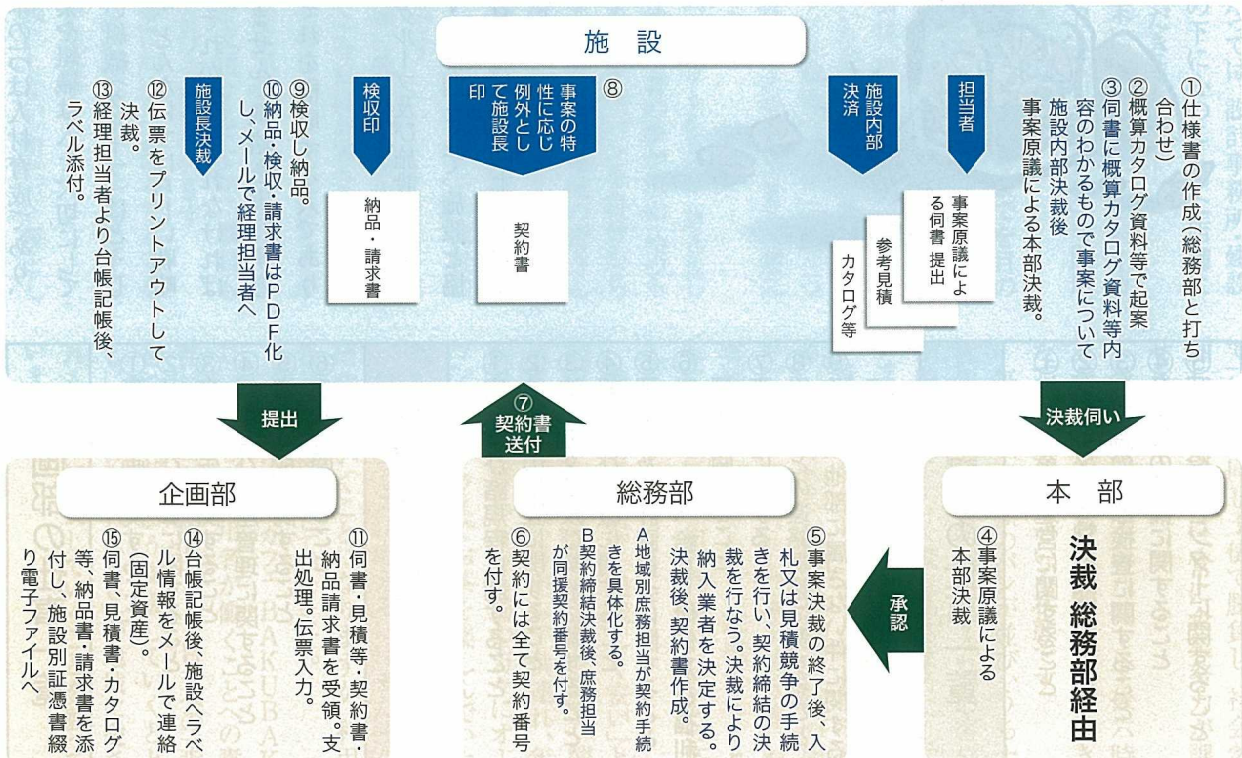 施 設
①仕様書の作成(総務部と打ち
合わせ)
②概算カタログ資料等で起案
③伺書に概算カタログ資料等内
容のわかるもので事案について
施設内部決裁後
事案原議による本部決裁。
担当者
事案原議によ
る伺書 提出
参考見積
カタログ等
施設内部
決済
⑧
事案の特
性に応じ
例外とし
て施設長
印
契約書
検収印
納品・請求書
⑨検収し納品。
⑩納品・検収・請求書はPDF化
し、メールで経理担当者へ
施設長決裁
⑫伝票をプリントアウトして
決裁。
⑬経理担当者より台帳記帳後、
ラベル添付。
決裁伺い
本 部
決裁 総務部経由
④事案原議による
本部決裁
承認
総務部
⑤事案決裁の終了後、入
札又は見積競争の手続
きを行い、契約締結の決
裁を行なう。決裁により
納入業者を決定する。
決裁後、契約書作成。
A地域別庶務担当が契約手続
きを具体化する。
B契約締結決裁後、庶務担当
が同援契約番号を付す。
⑥契約には全て契約番号
を付す。
⑦
契約書
送付
提出
企画部
⑪伺書・見積等・契約書・
納品請求書を受領。支
出処理。伝票入力。
⑭台帳記帳後、施設へラベ
ル情報をメールで連絡
(固定資産)。
⑮伺書、見積書・カタログ
等、納品書・請求書を添
付し、施設別証憑書綴
り電子ファイルへ